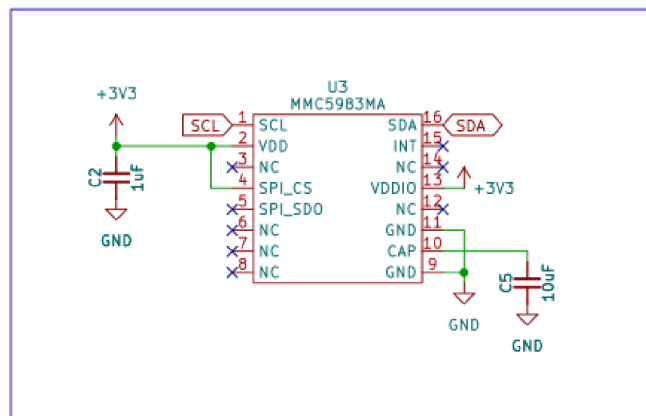 U3
MMC5983MA
+3V3
SCL 1 SCL SDA 16 SDA
2 VDD INT 15
3 NC NC 14
4 SPI_CS VDDIO 13 +3V3
5 SPI_SDO NC 12
6 NC GND 11
7 NC CAP 10
8 NC GND 9
C2 1uF
GND
C5 10uF
GND
GND